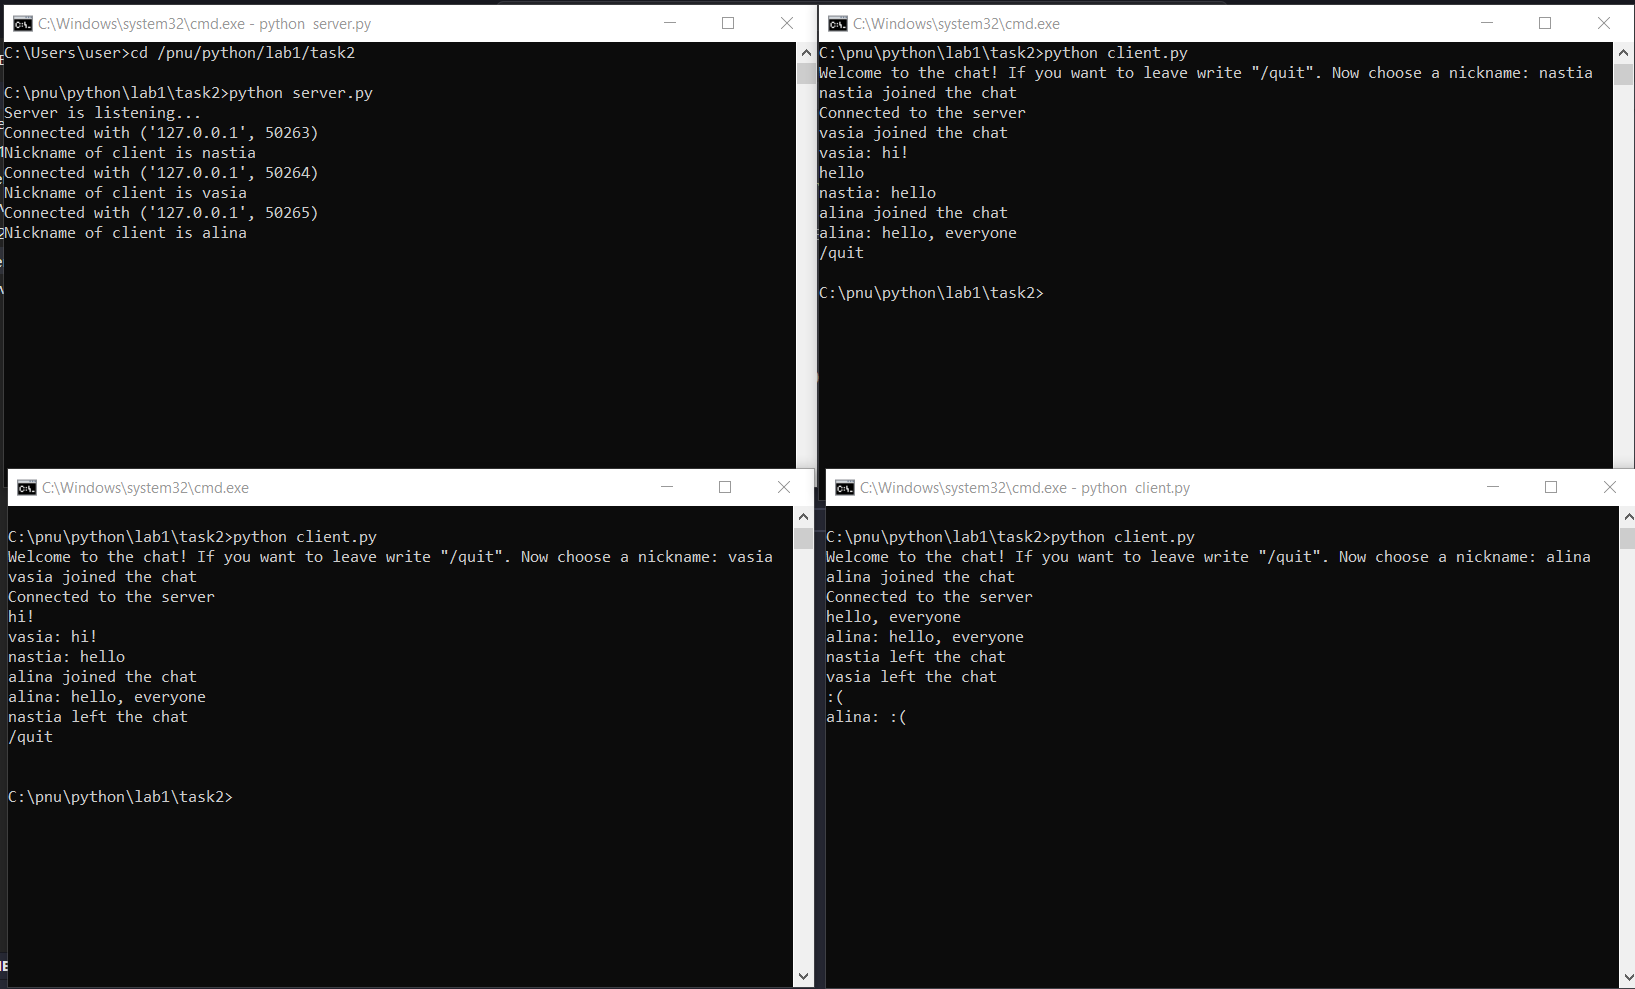 C:\Windows\system32\cmd.exe - python  server.py
C:\Users\user>cd /pnu/python/lab1/task2
C:\pnu\python\lab1\task2>python server.py
Server is listening...
Connected with ('127.0.0.1', 50263)
Nickname of client is nastia
Connected with ('127.0.0.1', 50264)
Nickname of client is vasia
Connected with ('127.0.0.1', 50265)
Nickname of client is alina
C:\Windows\system32\cmd.exe
C:\pnu\python\lab1\task2>python client.py
Welcome to the chat! If you want to leave write "/quit". Now choose a nickname: nastia
nastia joined the chat
Connected to the server
vasia joined the chat
vasia: hi!
hello
nastia: hello
alina joined the chat
alina: hello, everyone
/quit
C:\pnu\python\lab1\task2>
C:\Windows\system32\cmd.exe
C:\pnu\python\lab1\task2>python client.py
Welcome to the chat! If you want to leave write "/quit". Now choose a nickname: vasia
vasia joined the chat
Connected to the server
hi!
vasia: hi!
nastia: hello
alina joined the chat
alina: hello, everyone
nastia left the chat
/quit
C:\pnu\python\lab1\task2>
C:\Windows\system32\cmd.exe - python  client.py
C:\pnu\python\lab1\task2>python client.py
Welcome to the chat! If you want to leave write "/quit". Now choose a nickname: alina
alina joined the chat
Connected to the server
hello, everyone
alina: hello, everyone
nastia left the chat
vasia left the chat
:(
alina: :(